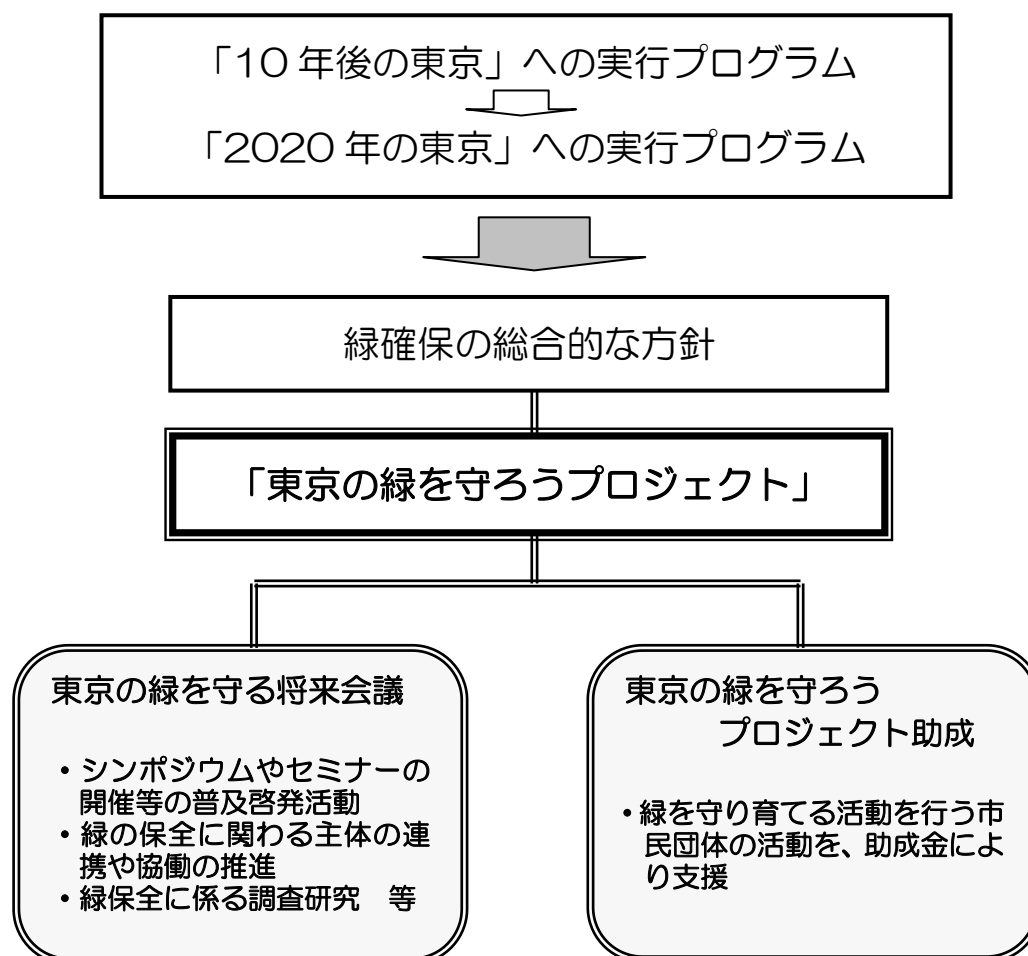 「10年後の東京」への実行プログラム
「2020年の東京」への実行プログラム
緑確保の総合的な方針
「東京の緑を守ろうプロジェクト」
東京の緑を守る将来会議
・シンポジウムやセミナーの
開催等の普及啓発活動
・緑の保全に関わる主体の連
携や協働の推進
・緑保全に係る調査研究　等
東京の緑を守ろう
プロジェクト助成
・緑を守り育てる活動を行う市
民団体の活動を、助成金によ
り支援